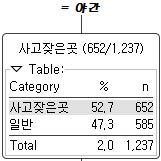 = 야간
사고잦은곳 (652/1,237)
Table:
Category % n
사고잦은곳 52,7 652
일반 47,3 585
Total 2,0 1,237